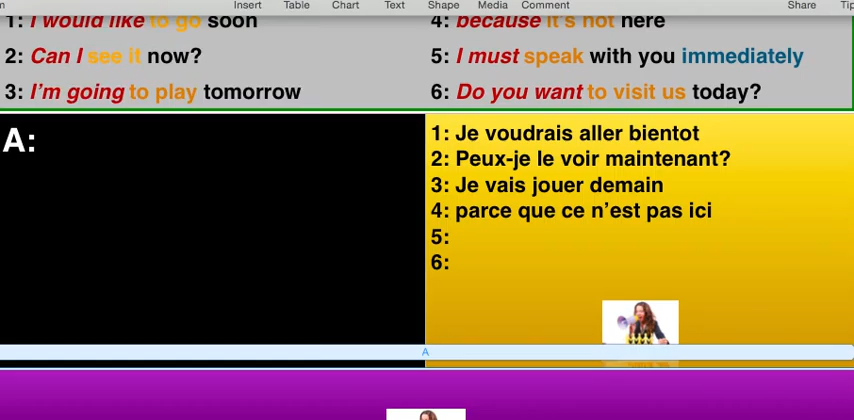 Insert Table Chart Text Shape Media Comment Share
1: I would like to go soon
2: Can I see it now?
3: I'm going to play tomorrow
4: because it's not here
5: I must speak with you immediately
6: Do you want to visit us today?
A:
1: Je voudrais aller bientot
2: Peux-je le voir maintenant?
3: Je vais jouer demain
4: parce que ce n'est pas ici
5:
6:
A